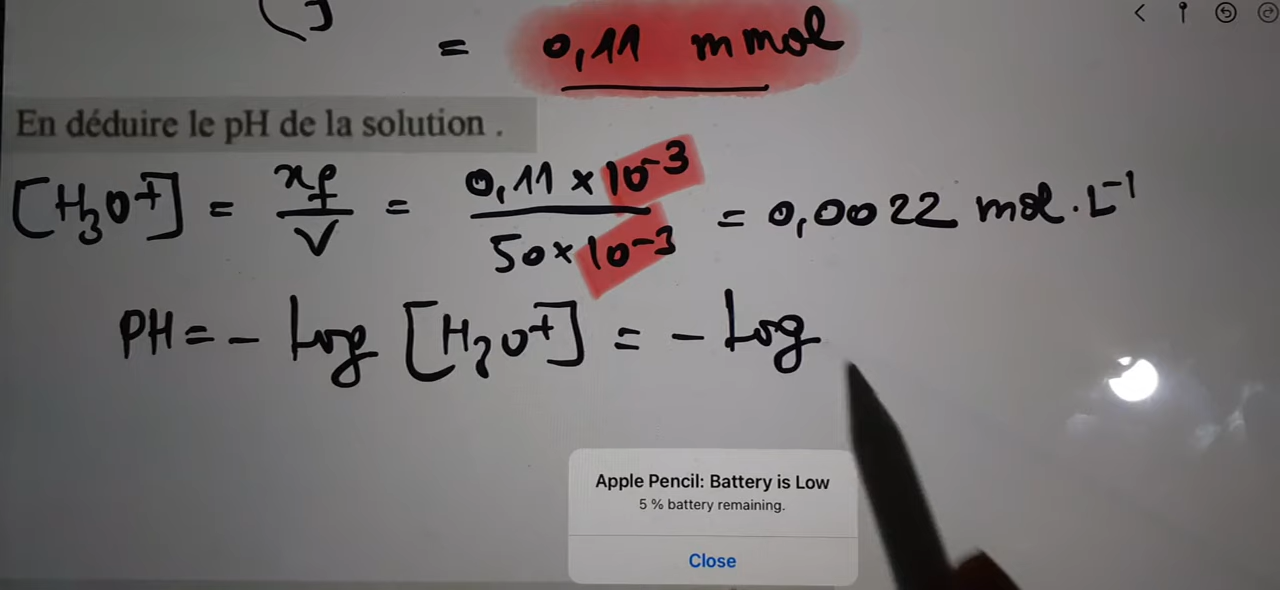 = 0,11 mmol
En déduire le pH de la solution .
[H3O+] = xf / V = 0,11 × 10-3 / 50 × 10-3 = 0,0022 mol.L-1
PH = - Log [H3O+] = - Log
Apple Pencil: Battery is Low
5 % battery remaining.
Close